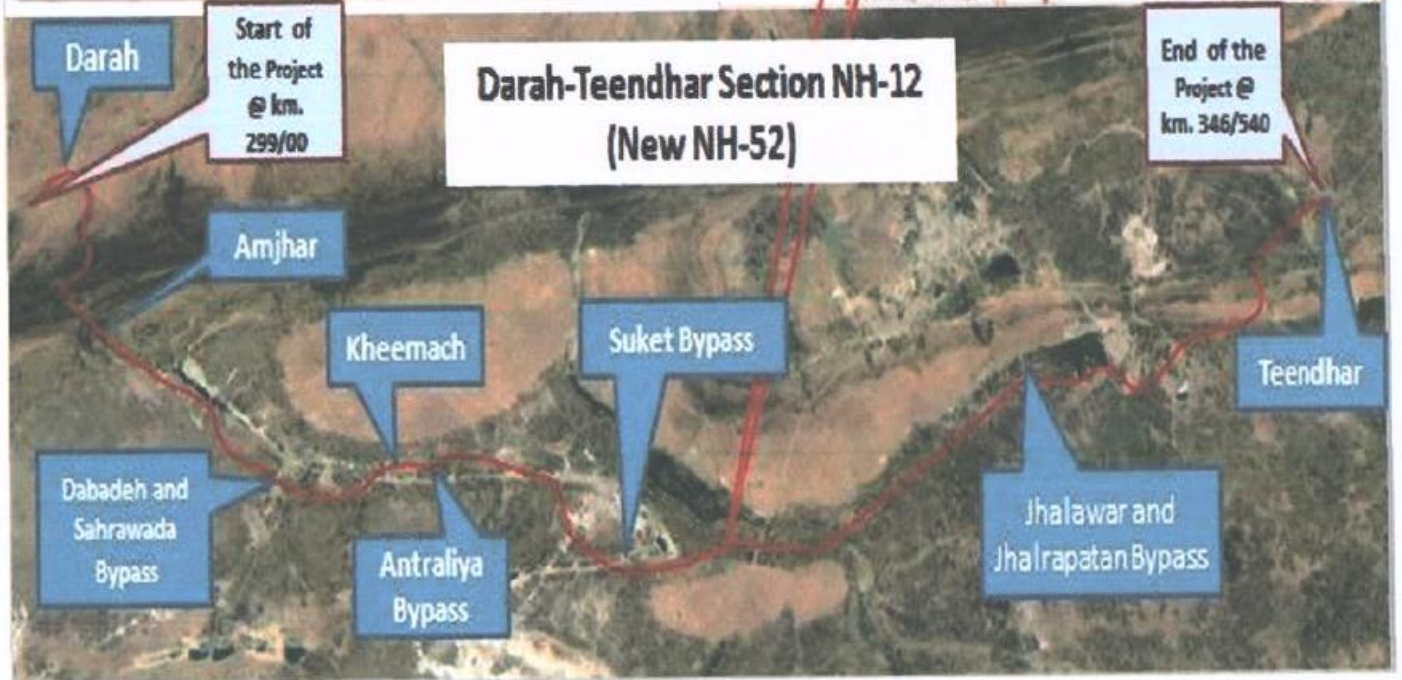 Darah
Start of
the Project
@ km.
299/00
Darah-Teendhar Section NH-12
(New NH-52)
End of the
Project @
km. 346/540
Amjhar
Kheemach
Suket Bypass
Teendhar
Dabadeh and
Sahrawada
Bypass
Antraliya
Bypass
Jhalawar and
Jhalrapatan Bypass